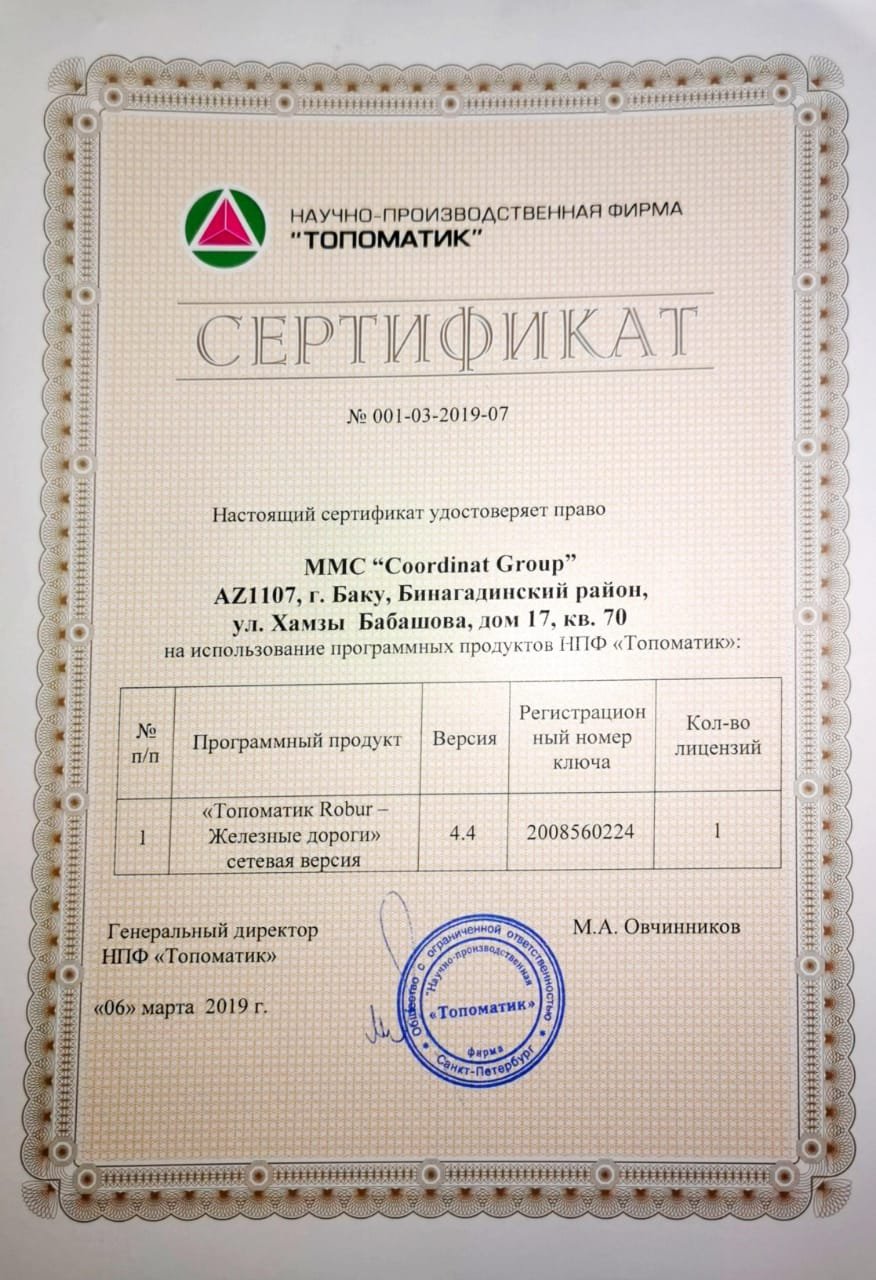 НАУЧНО-ПРОИЗВОДСТВЕННАЯ ФИРМА
"ТОПОМАТИК"
СЕРТИФИКАТ
№ 001-03-2019-07
Настоящий сертификат удостоверяет право
ММС “Coordinat Group”
AZ1107, г. Баку, Бинагадинский район,
ул. Хамзы Бабашова, дом 17, кв. 70
на использование программных продуктов НПФ «Топоматик»:
№ п/п
Программный продукт
Версия
Регистрацион
ный номер
ключа
Кол-во
лицензий
1
«Топоматик Robur –
Железные дороги»
сетевая версия
4.4
2008560224
1
Генеральный директор
НПФ «Топоматик»
М.А. Овчинников
«06» марта 2019 г.
Общество с ограниченной ответственностью
"Научно-производственная
«Топоматик»
фирма
* Санкт-Петербург *